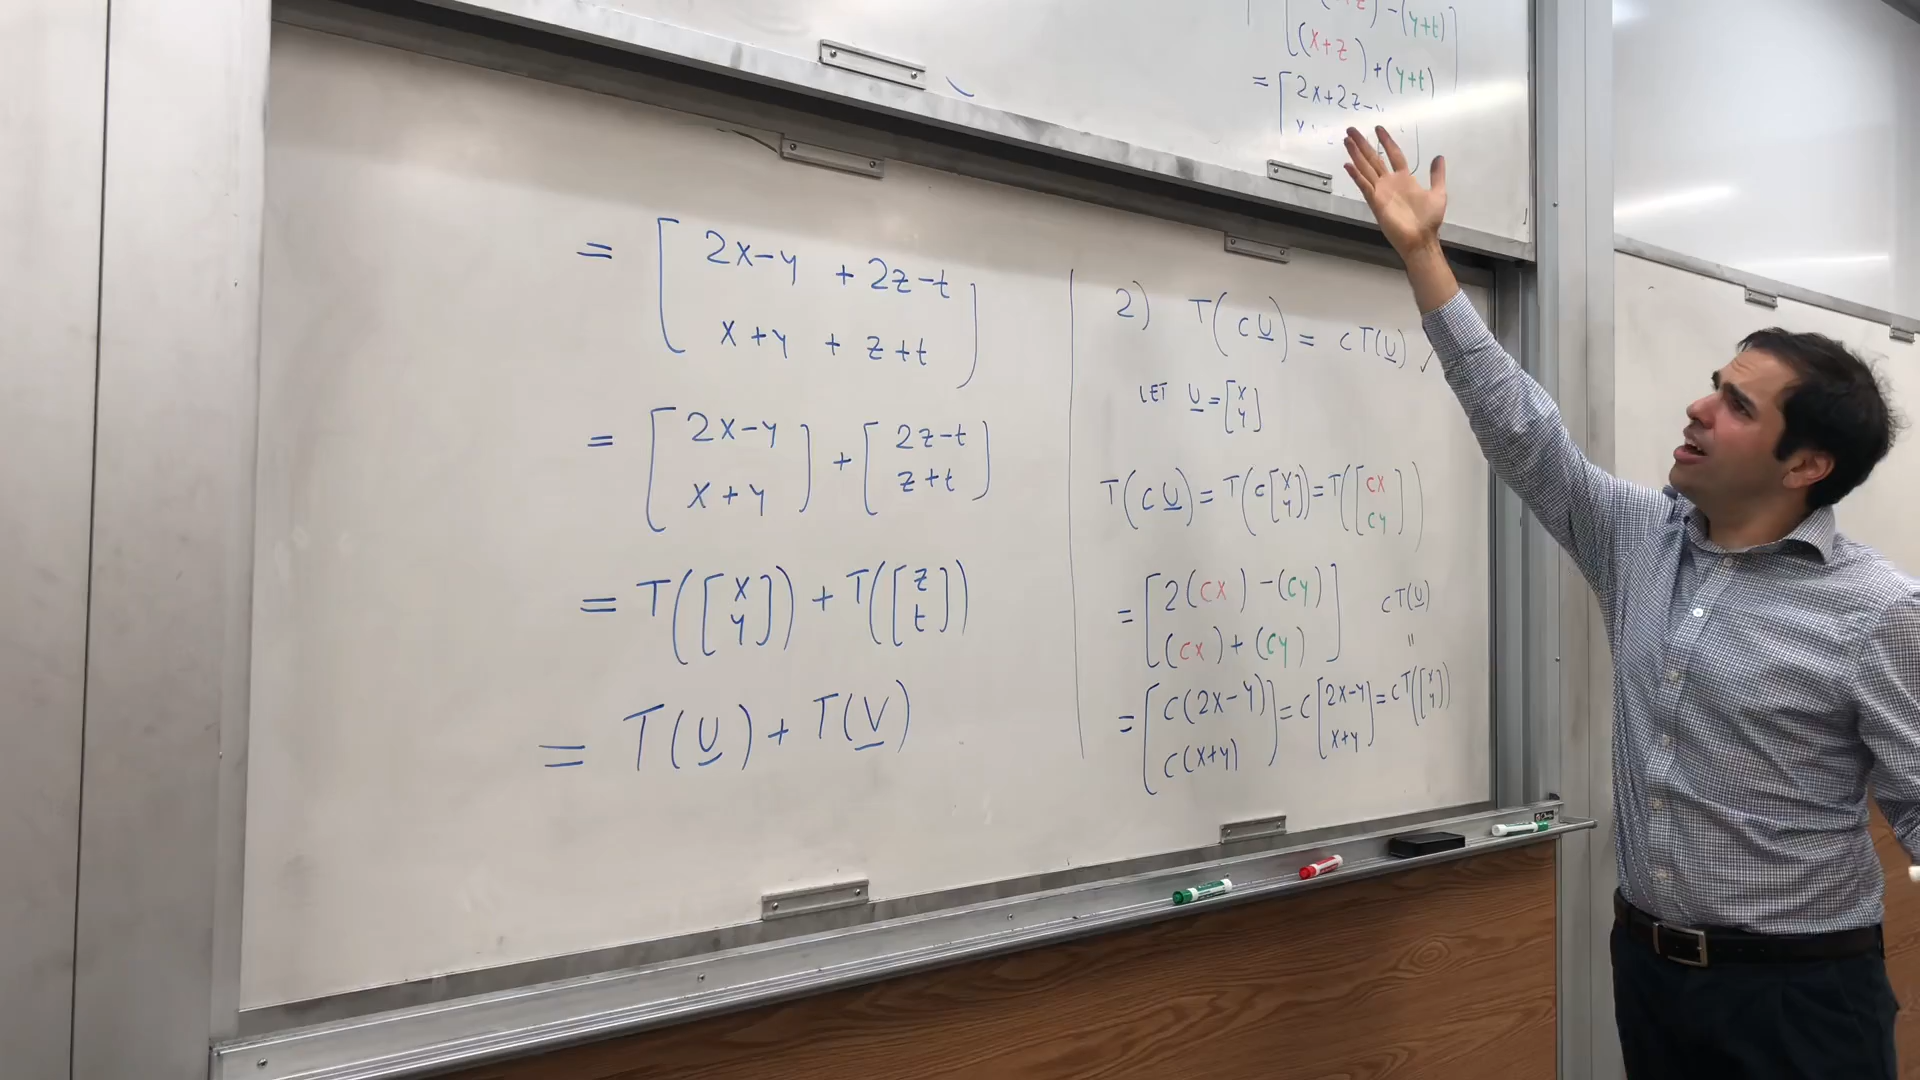 ) - (y+t)
(x+z) + (y+t)
= [2x+2z-
= [2x-y + 2z-t
x+y + z+t]
= [2x-y
x+y] + [2z-t
z+t]
= T([x
y]) + T([z
t])
= T(U) + T(V)
2) T(cU) = cT(U) ✓
LET U = [x
y]
T(cU) = T(c[x
y]) = T([cx
cy])
= [2(cx) - (cy)
(cx) + (cy)]
cT(U)
"
= [c(2x-y)
c(x+y)] = c[2x-y
x+y] = cT([x
y])